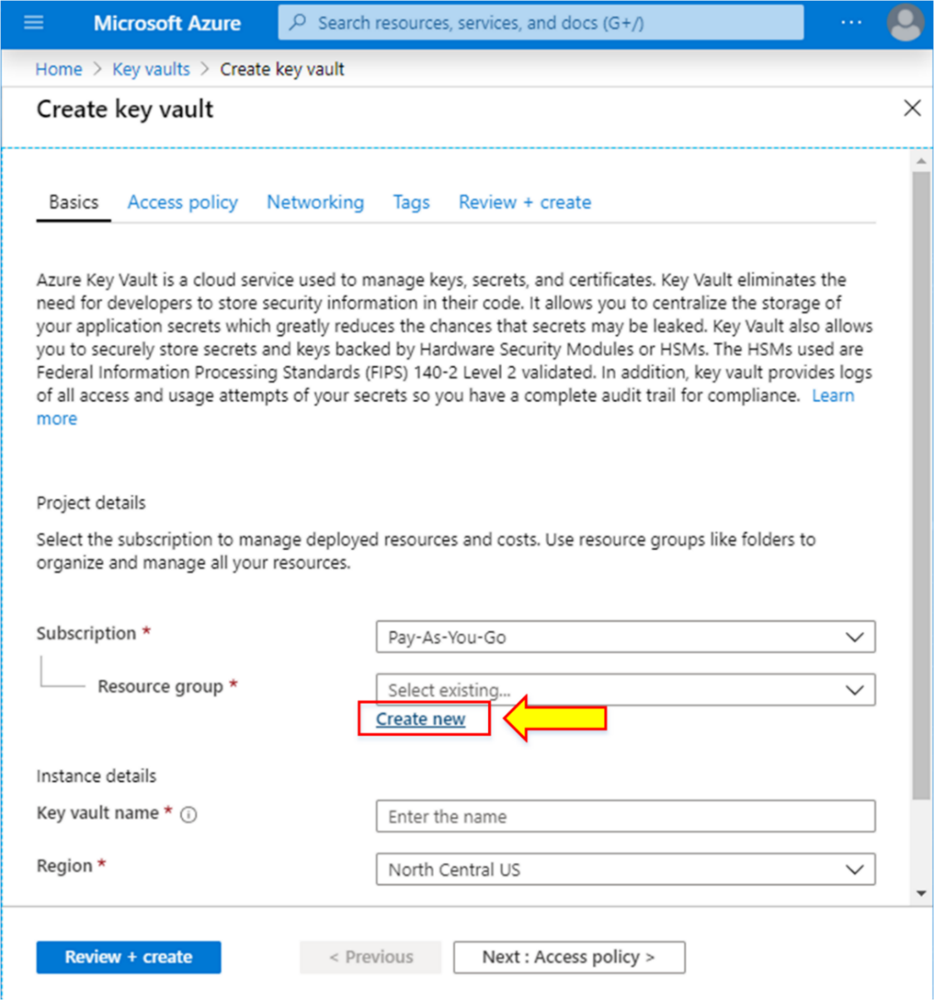 Microsoft Azure
Search resources, services, and docs (G+/)
...
Home > Key vaults > Create key vault
Create key vault
Basics Access policy Networking Tags Review + create
Azure Key Vault is a cloud service used to manage keys, secrets, and certificates. Key Vault eliminates the
need for developers to store security information in their code. It allows you to centralize the storage of
your application secrets which greatly reduces the chances that secrets may be leaked. Key Vault also allows
you to securely store secrets and keys backed by Hardware Security Modules or HSMs. The HSMs used are
Federal Information Processing Standards (FIPS) 140-2 Level 2 validated. In addition, key vault provides logs
of all access and usage attempts of your secrets so you have a complete audit trail for compliance. Learn
more
Project details
Select the subscription to manage deployed resources and costs. Use resource groups like folders to
organize and manage all your resources.
Subscription *
Pay-As-You-Go
Resource group *
Select existing...
Create new
Instance details
Key vault name *
Enter the name
Region *
North Central US
Review + create
< Previous
Next : Access policy >